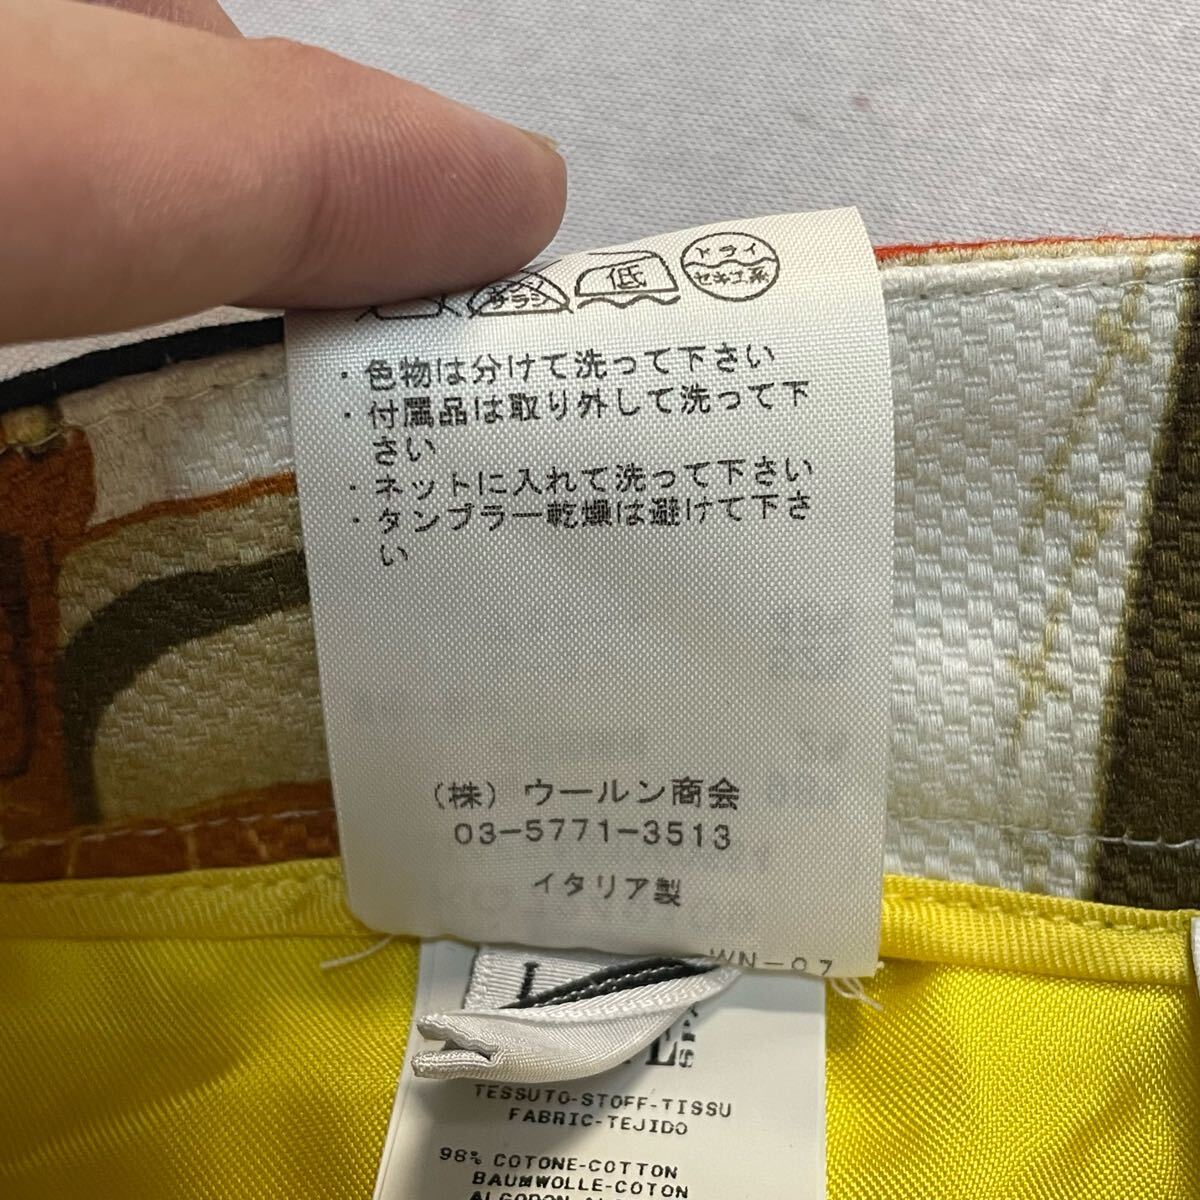 サラシ
低
ドライ
セキユ系
・色物は分けて洗って下さい
・付属品は取り外して洗って下
さい
・ネットに入れて洗って下さい
・タンブラー乾燥は避けて下さ
い
(株) ウールン商会
03-5771-3513
イタリア製
WN-07
TESSUTO-STOFF-TISSU
FABRIC-TEJIDO
98% COTONE-COTTON
BAUMWOLLE-COTON